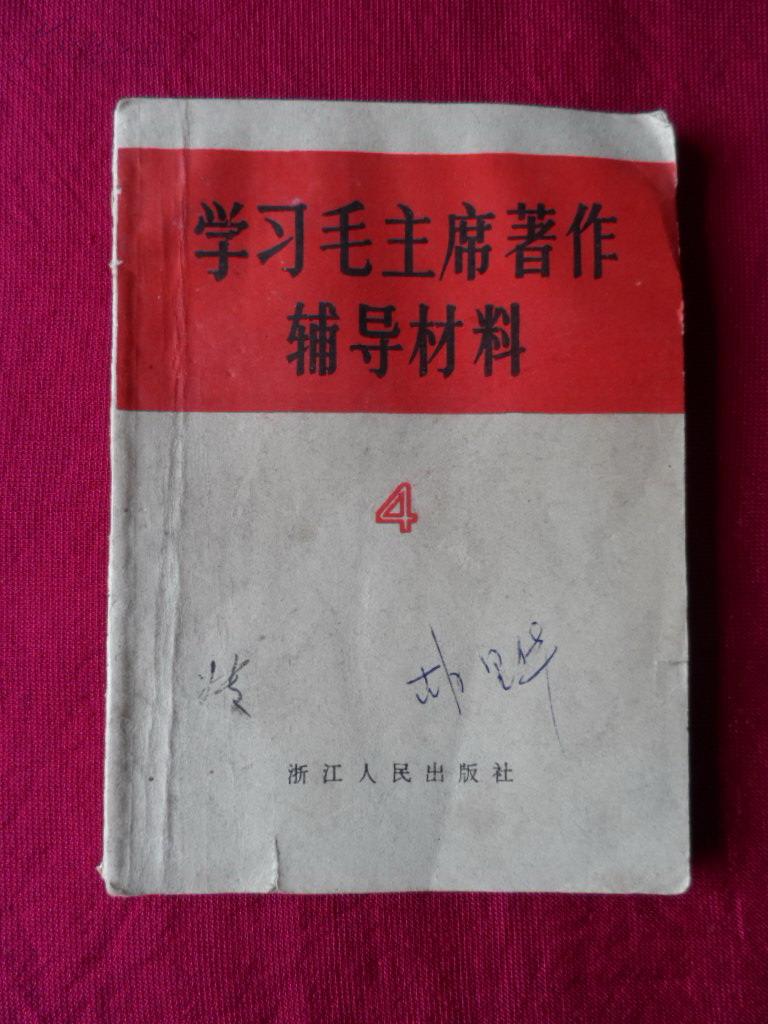 学习毛主席著作
辅导材料
4
浙江人民出版社